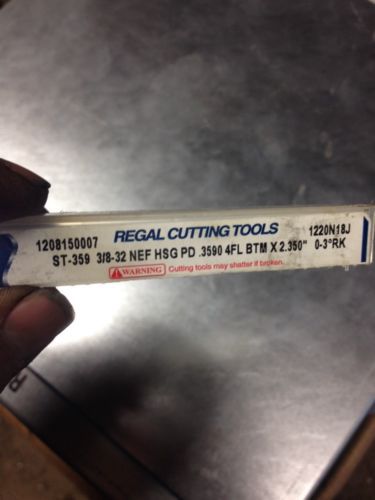 1208150007 REGAL CUTTING TOOLS 1220N18J
ST-359 3/8-32 NEF HSG PD .3590 4FL BTM X 2.350" 0-3°RK
WARNING Cutting tools may shatter if broken.